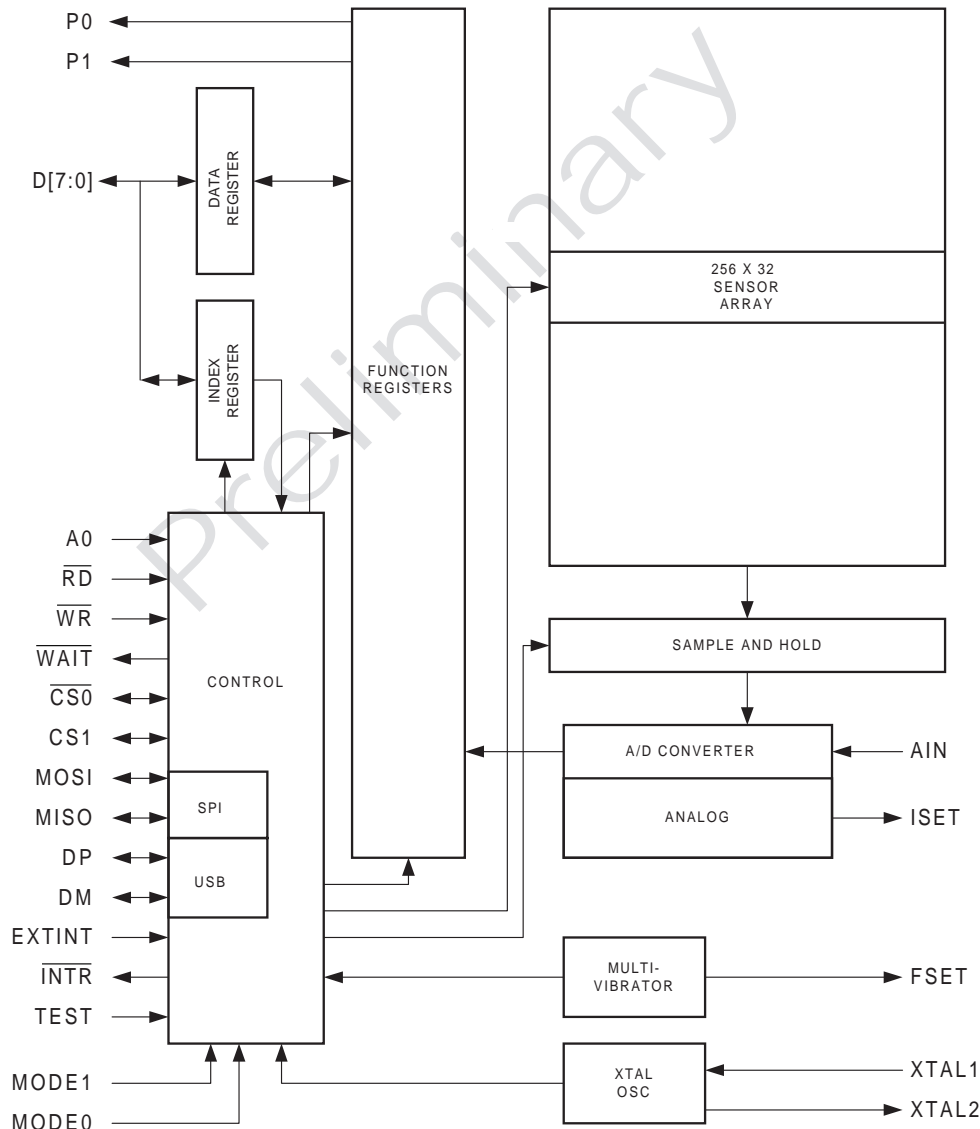 P0
P1
D[7:0]
DATA
REGISTER
INDEX
REGISTER
FUNCTION
REGISTERS
256 X 32
SENSOR
ARRAY
Preliminary
A0
RD
WR
WAIT
CS0
CS1
MOSI
MISO
DP
DM
EXTINT
INTR
TEST
MODE1
MODE0
CONTROL
SPI
USB
SAMPLE AND HOLD
A/D CONVERTER
ANALOG
AIN
ISET
MULTI-
VIBRATOR
FSET
XTAL
OSC
XTAL1
XTAL2